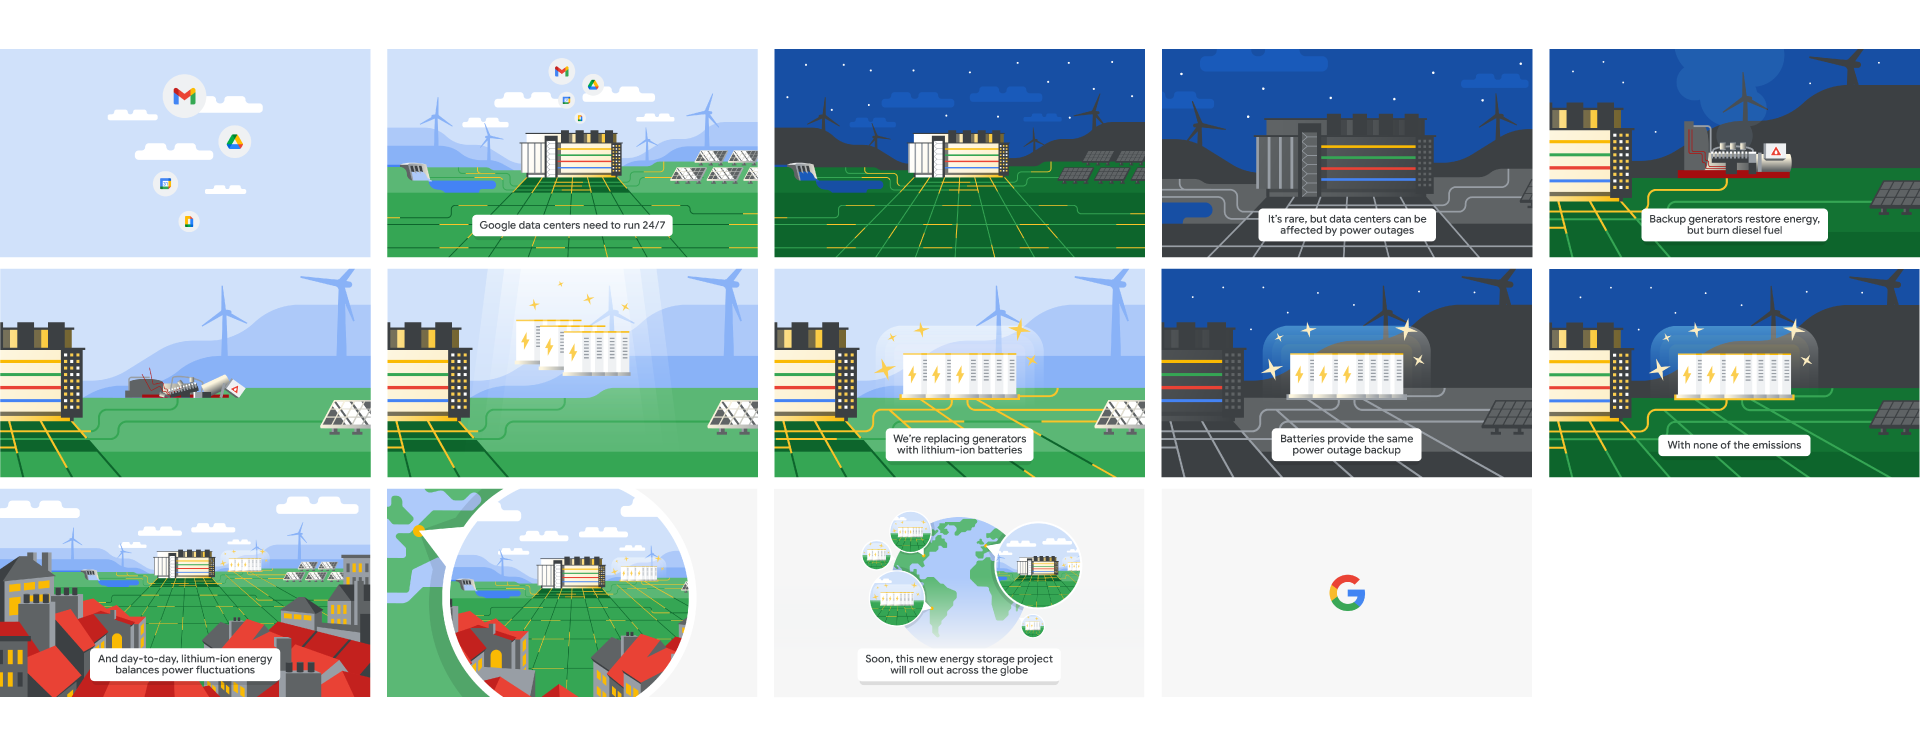 Google data centers need to run 24/7
It's rare, but data centers can be
affected by power outages
Backup generators restore energy,
but burn diesel fuel
We're replacing generators
with lithium-ion batteries
Batteries provide the same
power outage backup
With none of the emissions
And day-to-day, lithium-ion energy
balances power fluctuations
Soon, this new energy storage project
will roll out across the globe